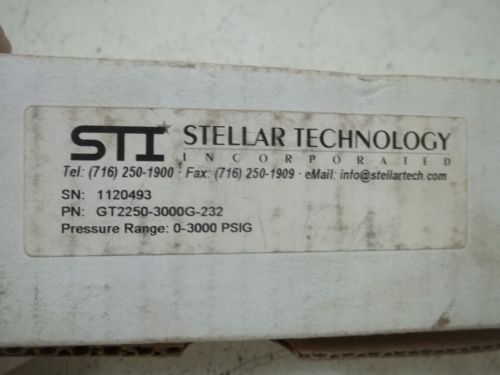 STI STELLAR TECHNOLOGY
INCORPORATED
Tel: (716) 250-1900 · Fax: (716) 250-1909 · eMail: info@stellartech.com
SN: 1120493
PN: GT2250-3000G-232
Pressure Range: 0-3000 PSIG